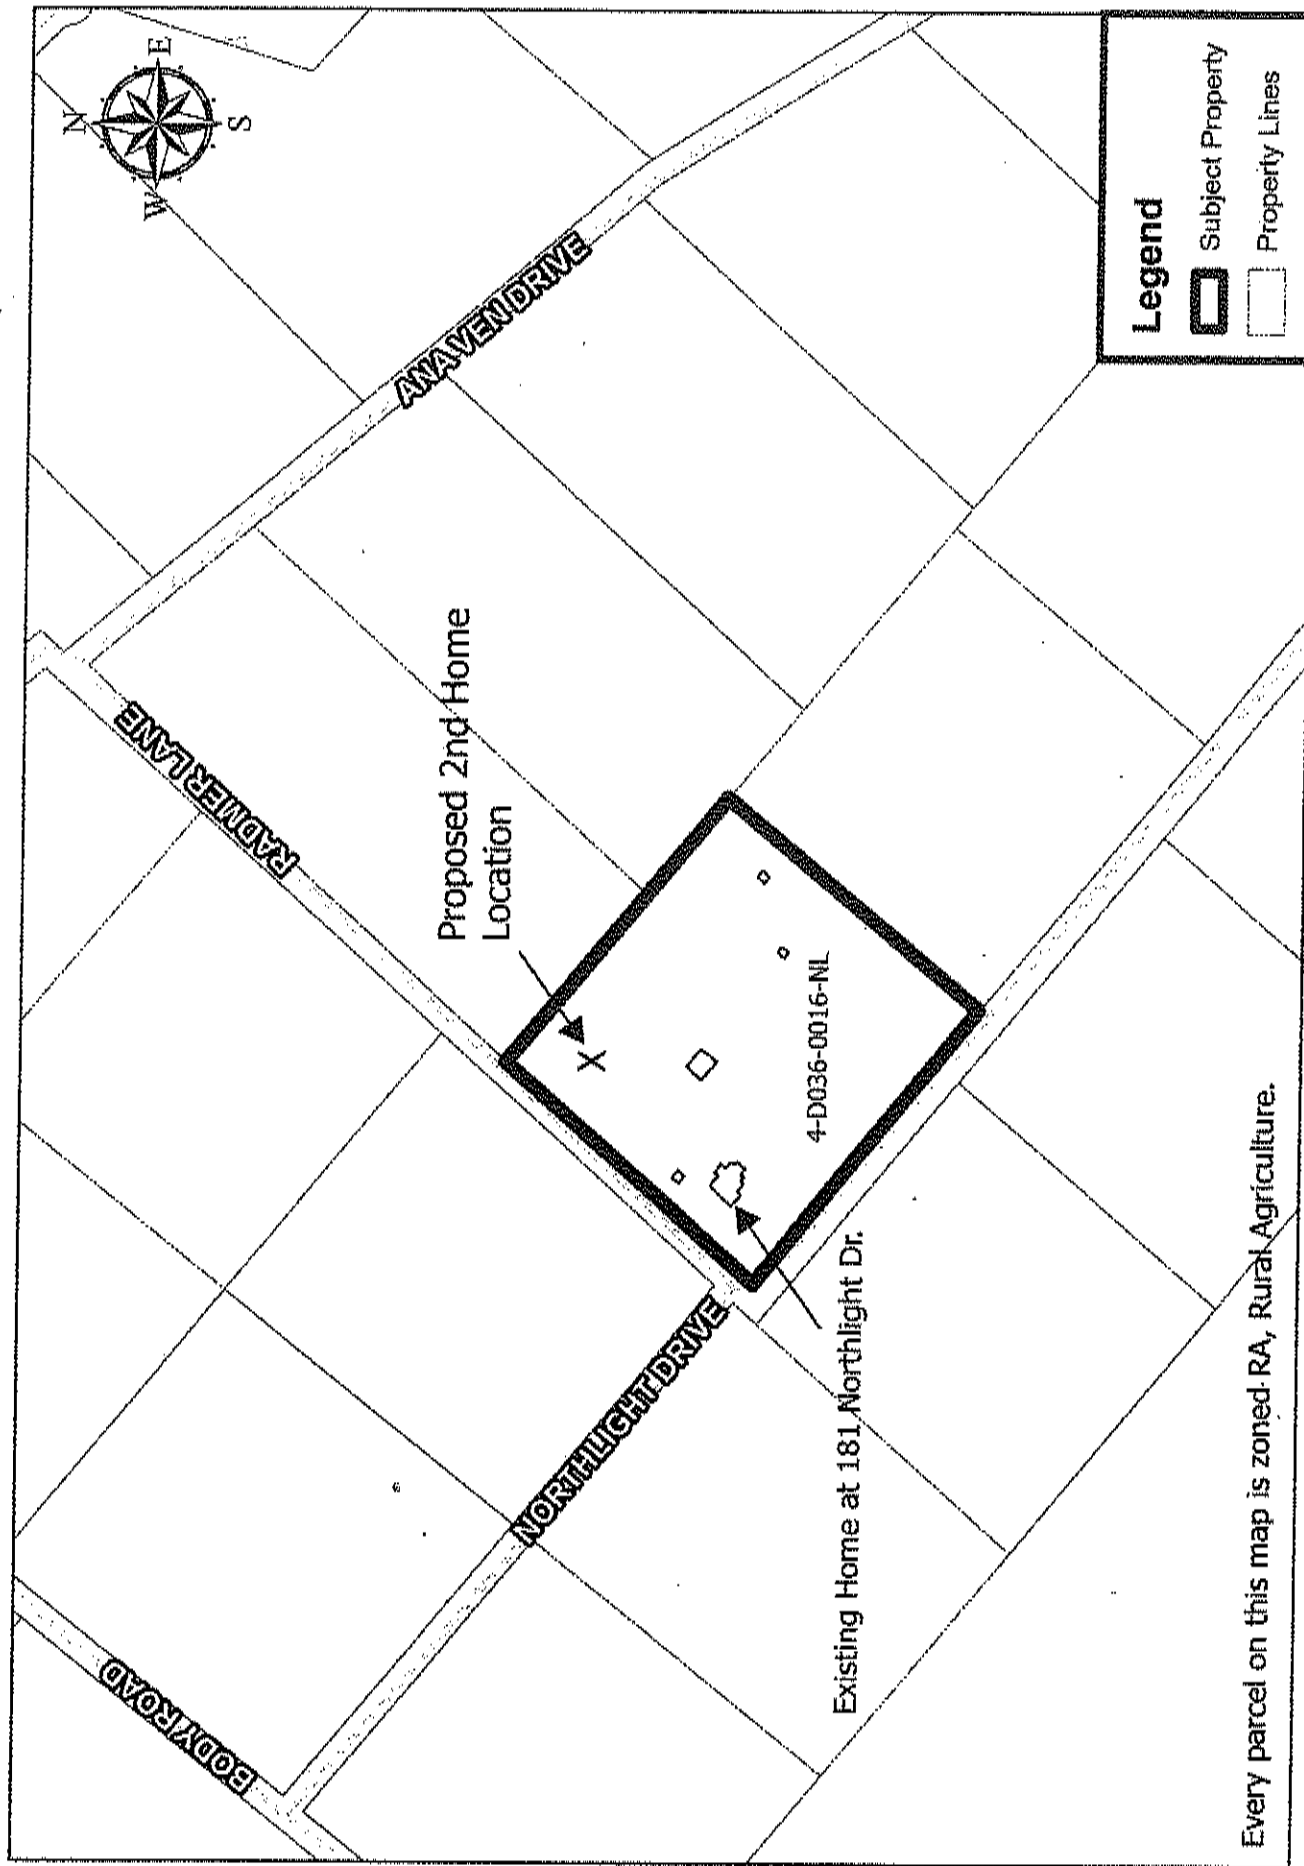 N
W
E
S
BODY ROAD
RADMER LANE
ANAVEN DRIVE
NORTHLIGHT DRIVE
Proposed 2nd Home
Location
4-D036-0016-NL
Existing Home at 181 Northlight Dr.
Every parcel on this map is zoned RA, Rural Agriculture.
Legend
Subject Property
Property Lines